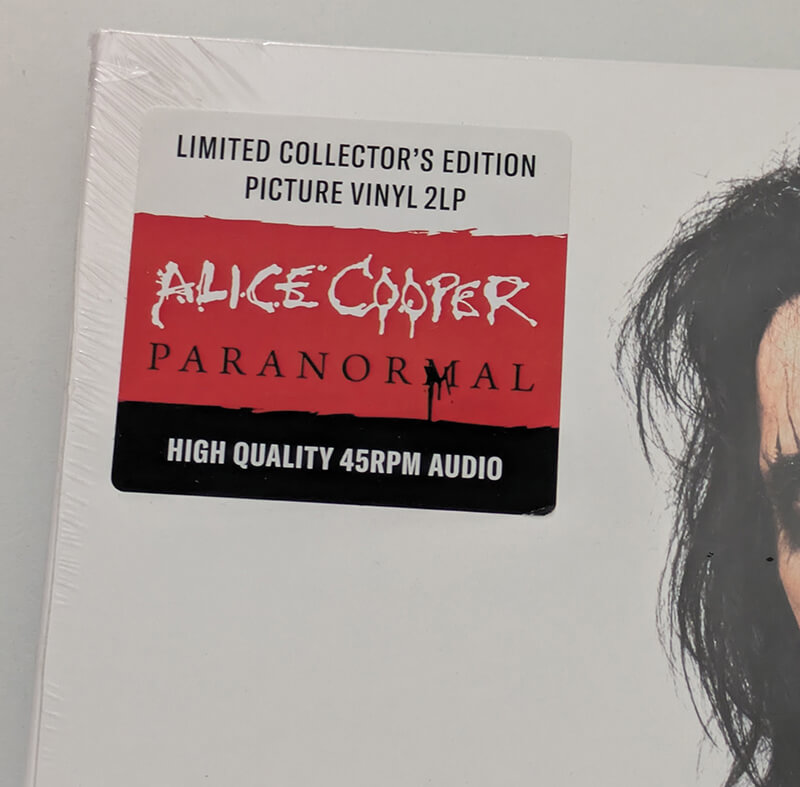 LIMITED COLLECTOR'S EDITION
PICTURE VINYL 2LP
ALICE COOPER
PARANORMAL
HIGH QUALITY 45RPM AUDIO